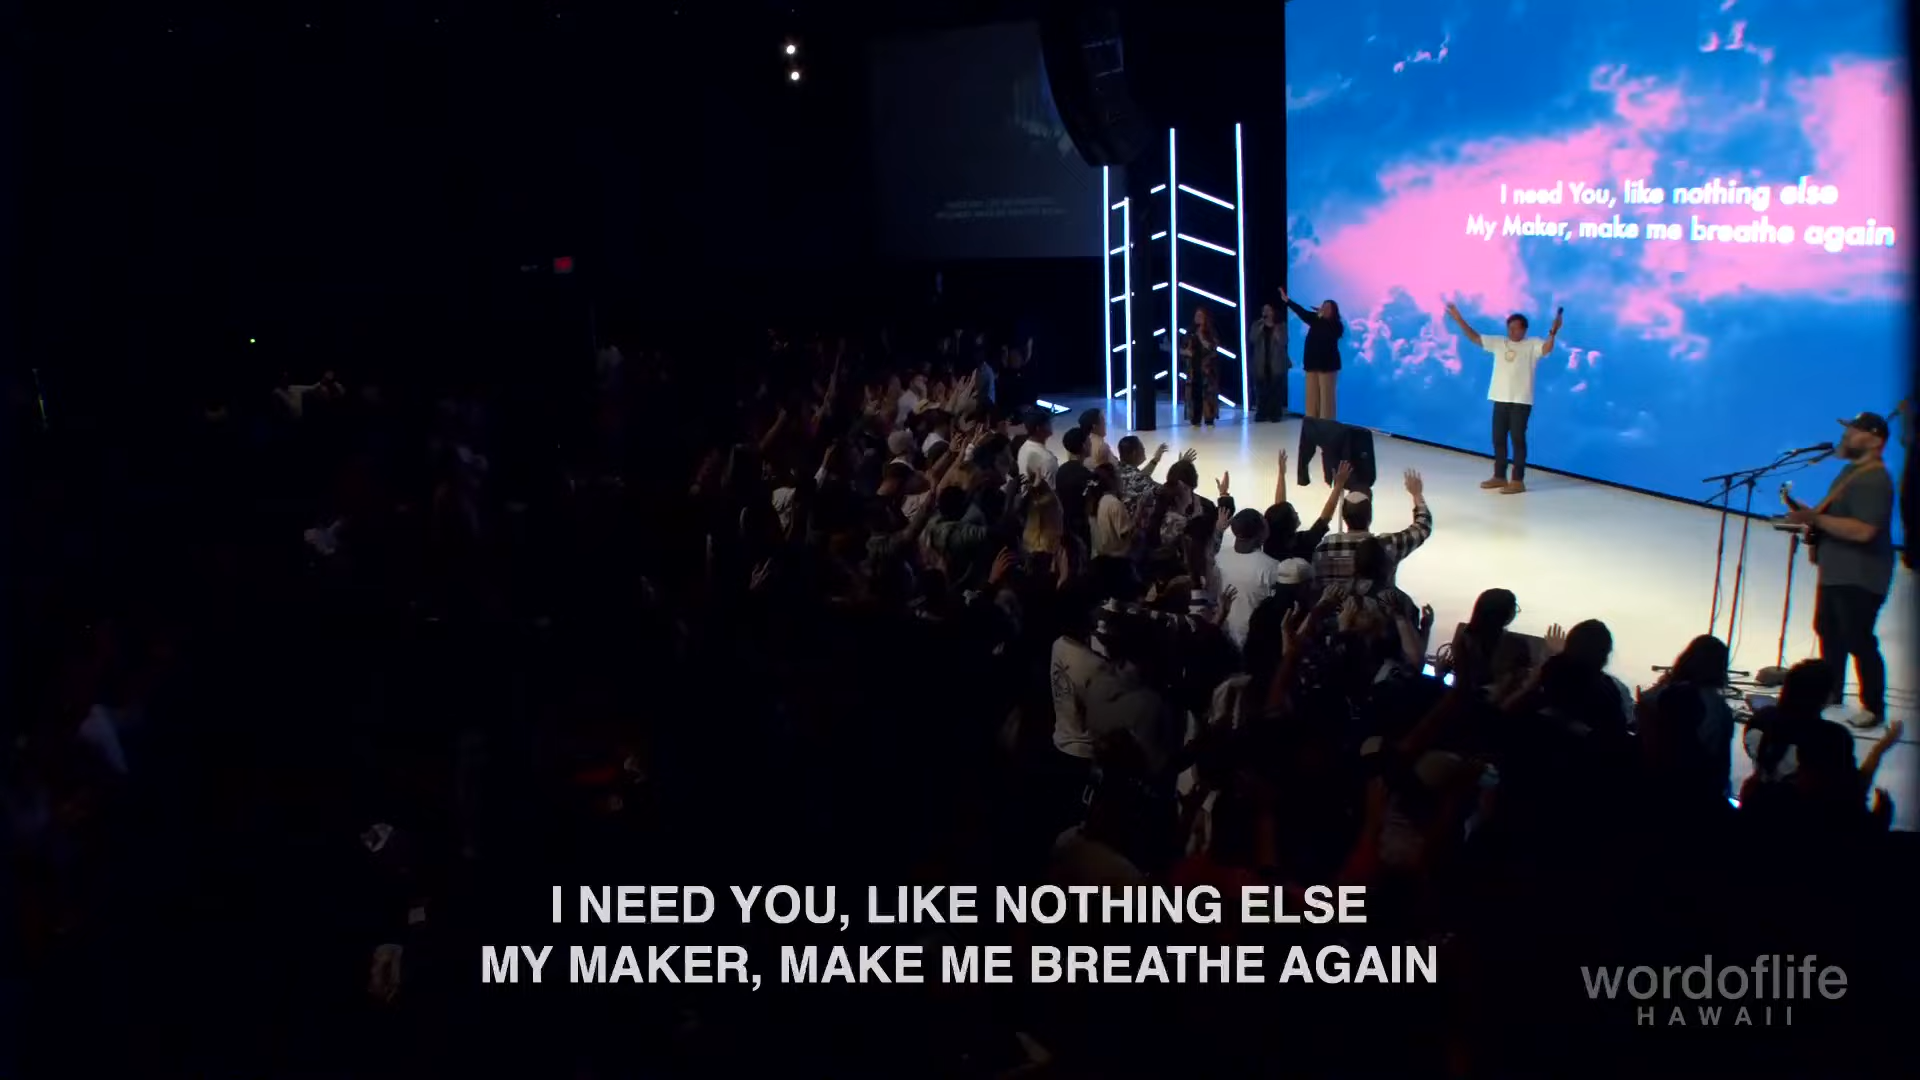 I need You, like nothing else
My Maker, make me breathe again
I NEED YOU, LIKE NOTHING ELSE
MY MAKER, MAKE ME BREATHE AGAIN
wordoflife
HAWAII